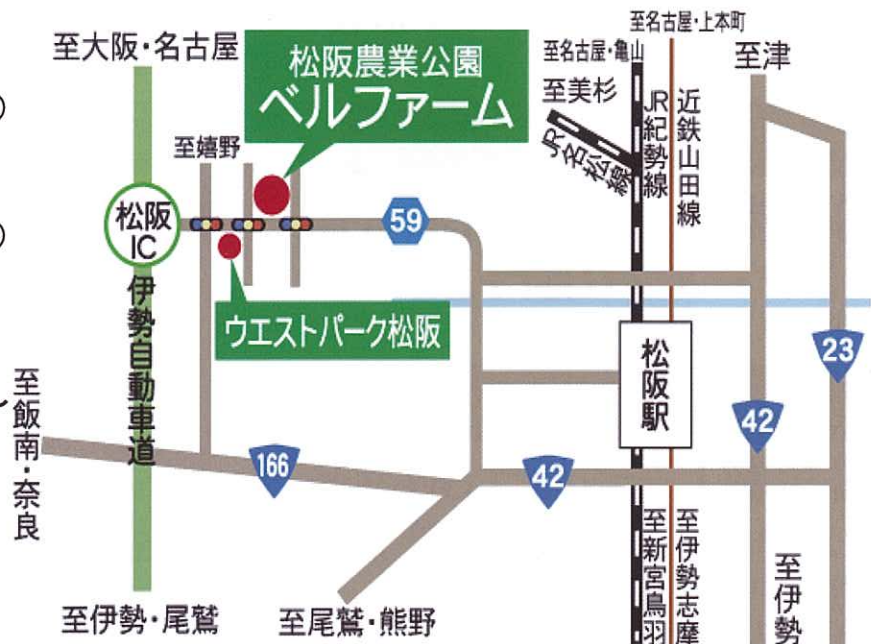 至名古屋・上本町
至大阪・名古屋
松阪農業公園
ベルファーム
至名古屋・亀山
至津
至美杉
JR名松線
JR紀勢線
近鉄山田線
至嬉野
松阪
IC
59
伊勢自動車道
ウエストパーク松阪
松阪駅
23
42
至飯南・奈良
166
42
至伊勢・尾鷲
至尾鷲・熊野
至新宮鳥羽
至伊勢志摩
至伊勢